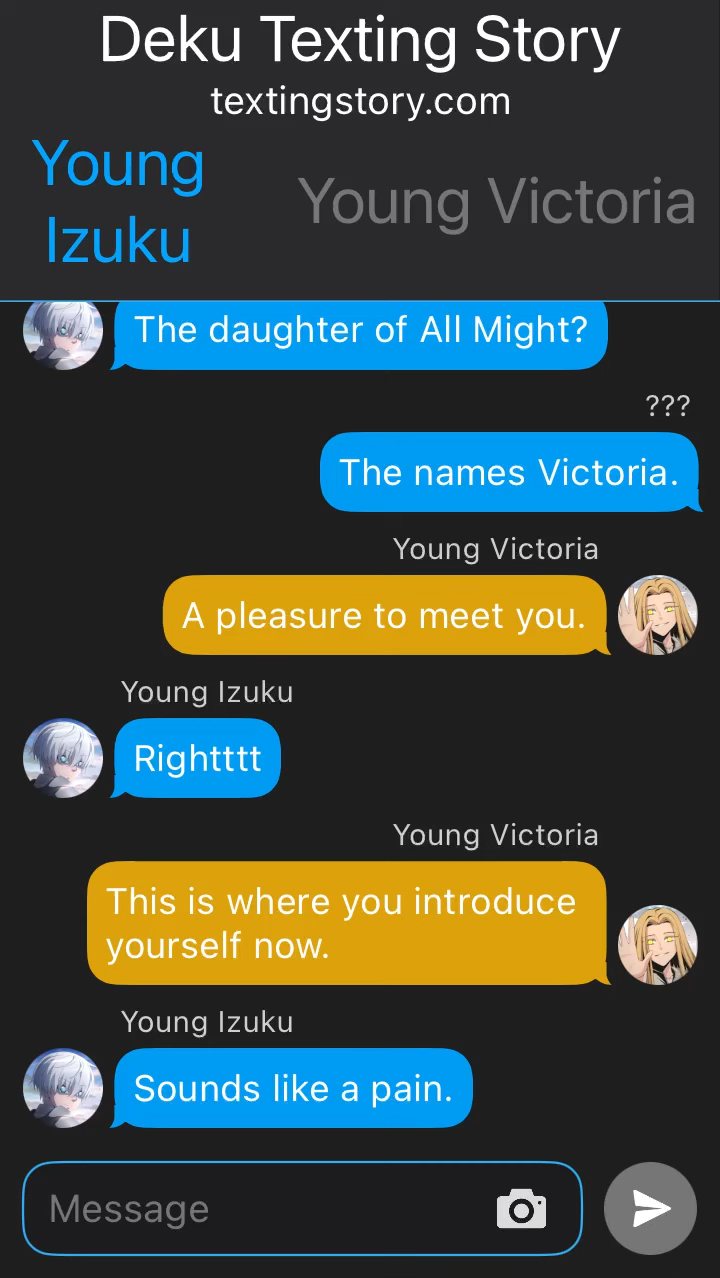 Deku Texting Story
textingstory.com
Young
Izuku
Young Victoria
The daughter of All Might?
???
The names Victoria.
Young Victoria
A pleasure to meet you.
Young Izuku
Rightttt
Young Victoria
This is where you introduce
yourself now.
Young Izuku
Sounds like a pain.
Message